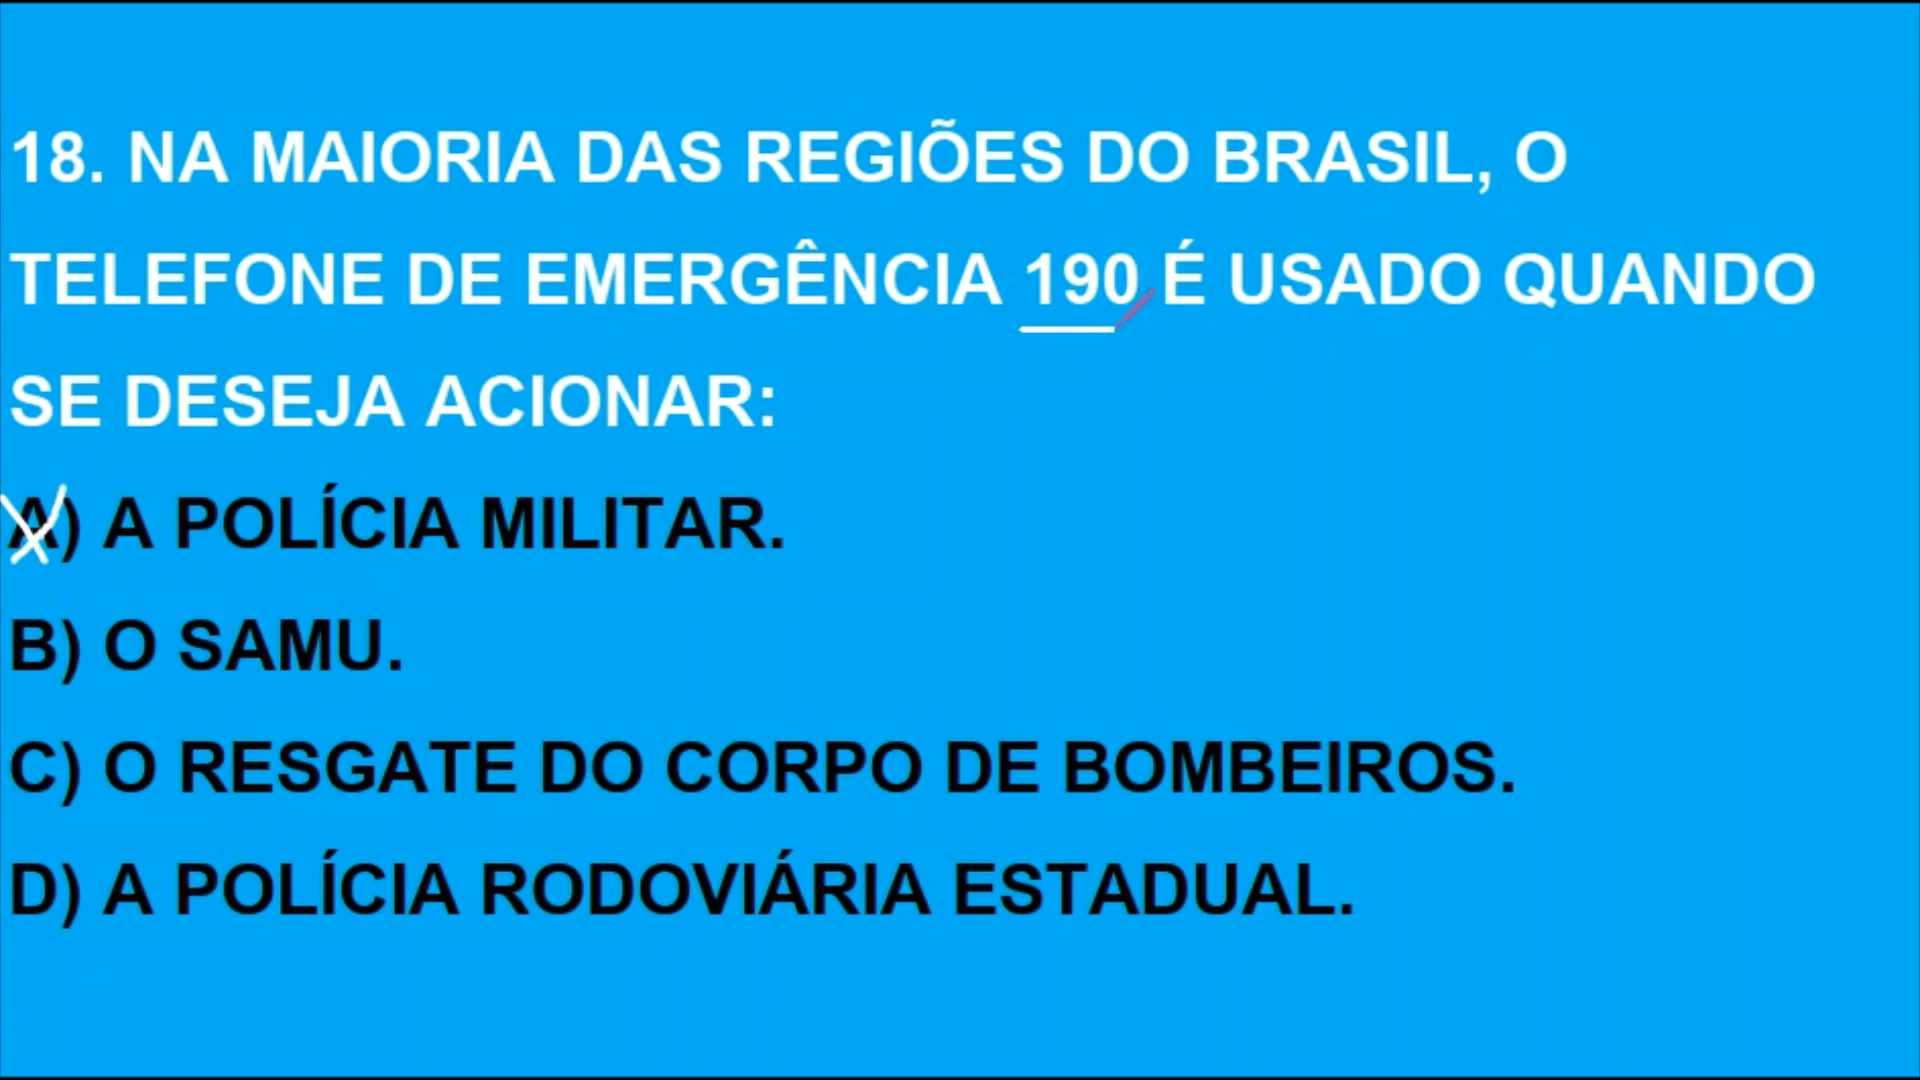 18. NA MAIORIA DAS REGIÕES DO BRASIL, O
TELEFONE DE EMERGÊNCIA 190 É USADO QUANDO
SE DESEJA ACIONAR:
A) A POLÍCIA MILITAR.
B) O SAMU.
C) O RESGATE DO CORPO DE BOMBEIROS.
D) A POLÍCIA RODOVIÁRIA ESTADUAL.